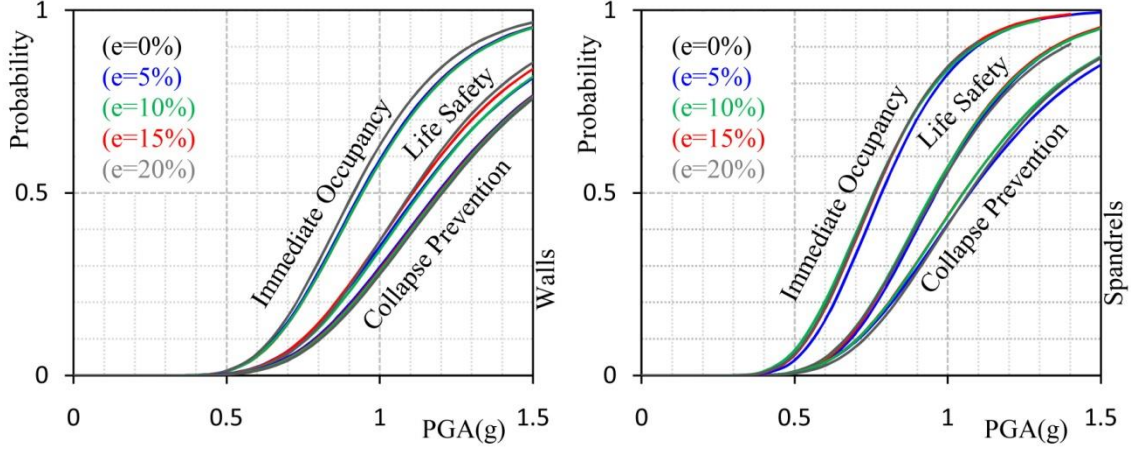 Probability
1
0.5
0
(e=0%)
(e=5%)
(e=10%)
(e=15%)
(e=20%)
Immediate Occupancy
Life Safety
Collapse Prevention
Walls
0
0.5
1
1.5
PGA(g)
Probability
1
0.5
0
(e=0%)
(e=5%)
(e=10%)
(e=15%)
(e=20%)
Immediate Occupancy
Life Safety
Collapse Prevention
Spandrels
0
0.5
1
1.5
PGA(g)